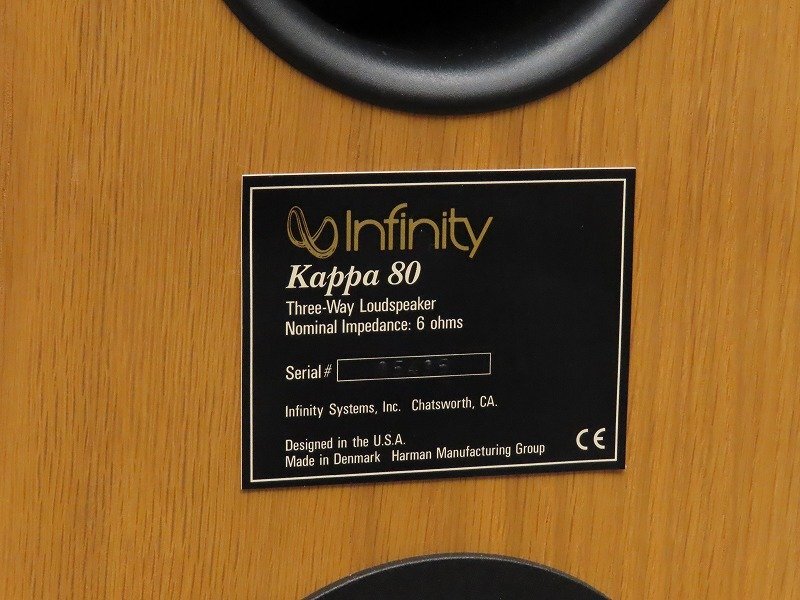 Infinity
Kappa 80
Three-Way Loudspeaker
Nominal Impedance: 6 ohms
Serial#
Infinity Systems, Inc. Chatsworth, CA.
Designed in the U.S.A.
Made in Denmark Harman Manufacturing Group
CE